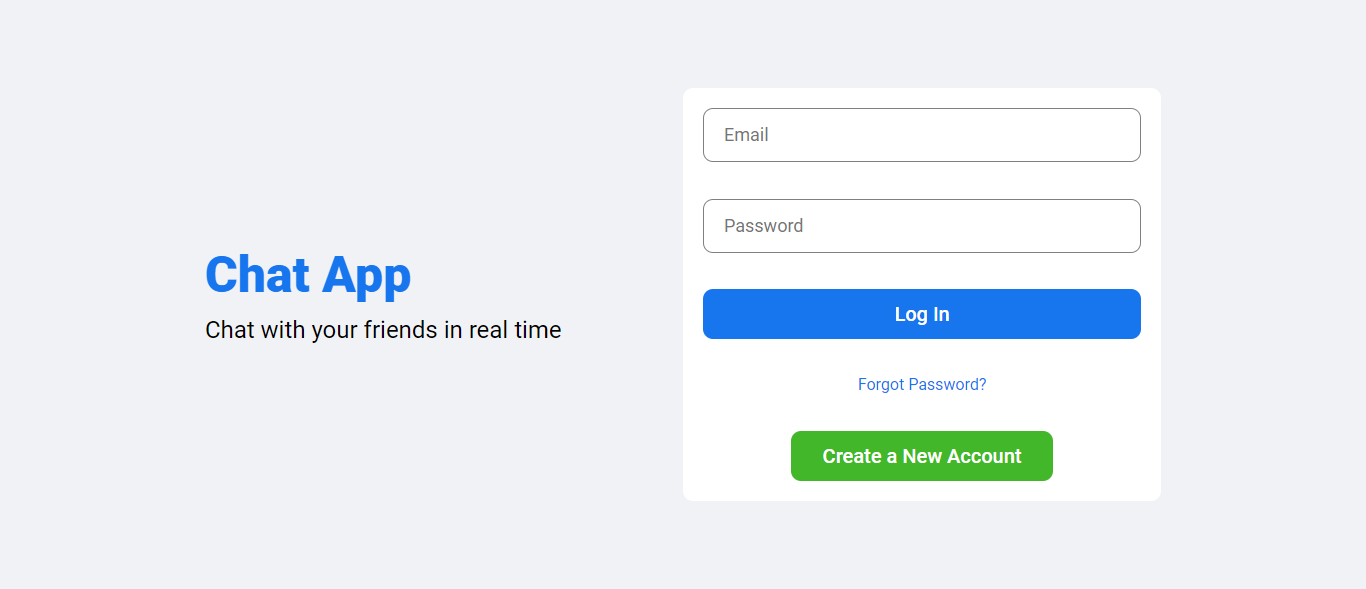 Chat App
Chat with your friends in real time
Email
Password
Log In
Forgot Password?
Create a New Account